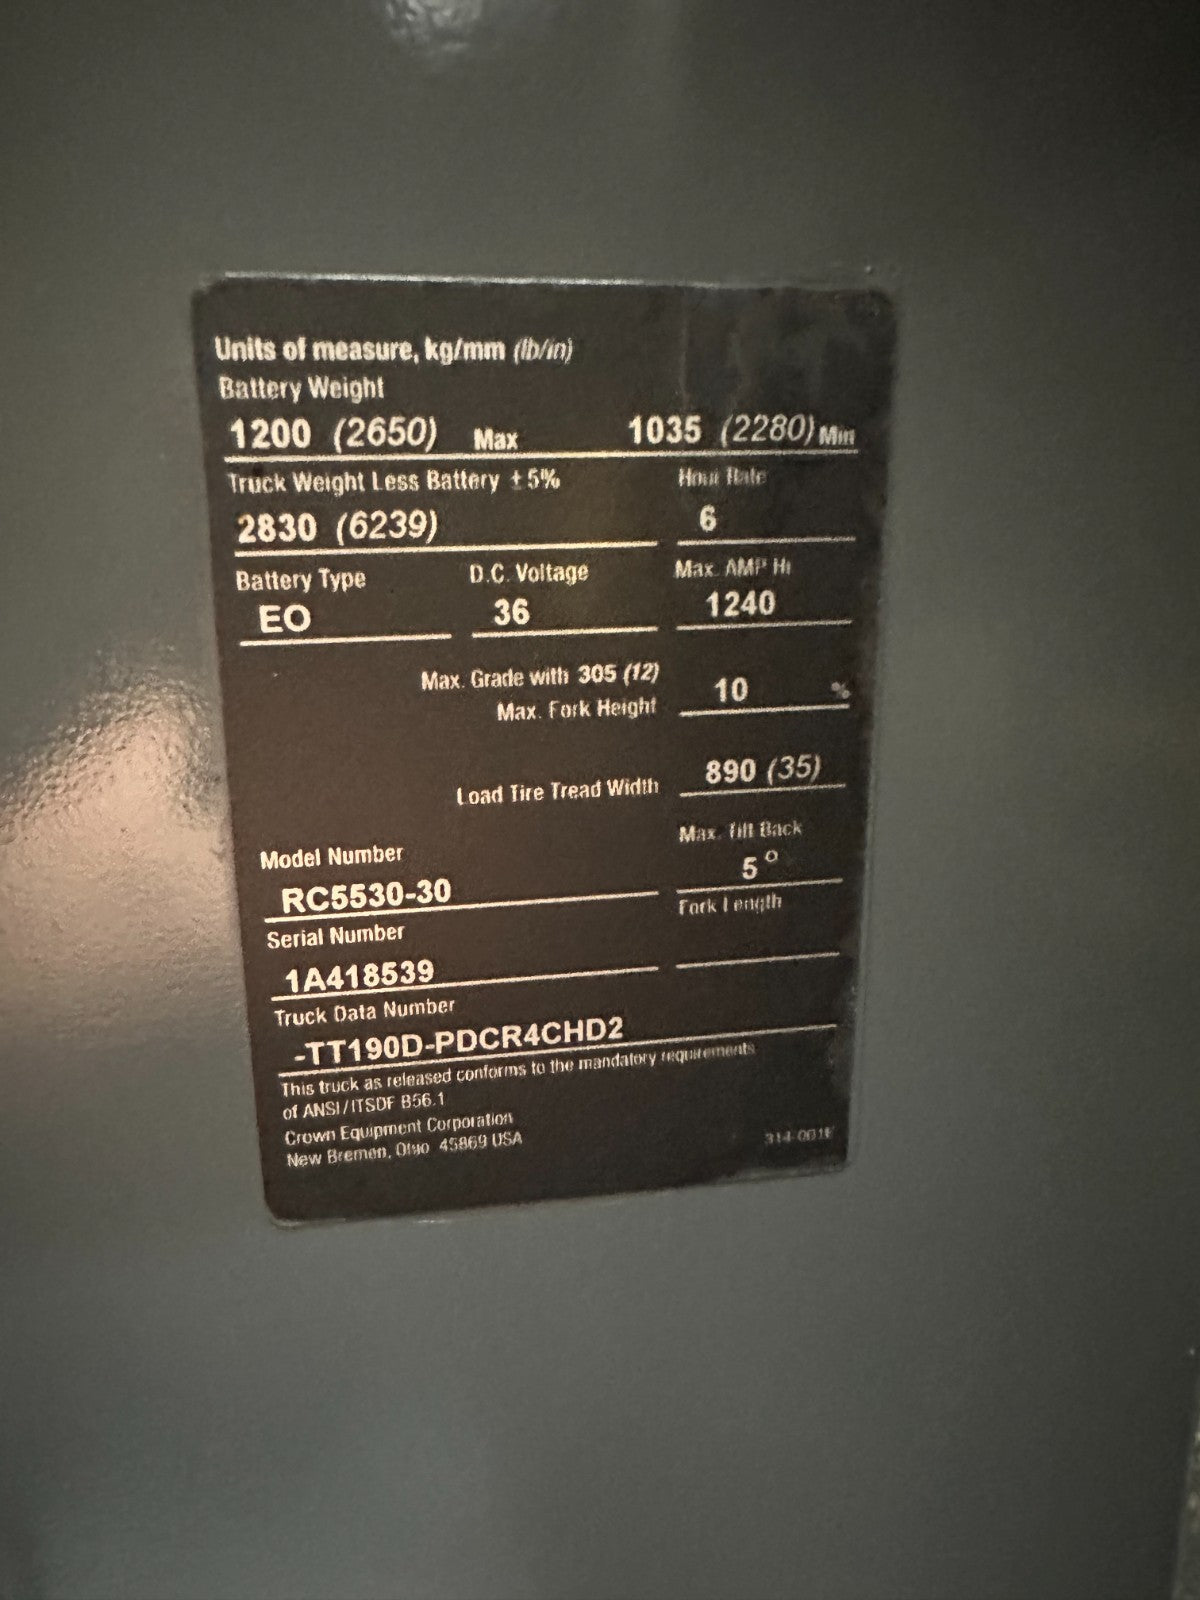 Units of measure, kg/mm (lb/in)
Battery Weight
1200 (2650) Max 1035 (2280) Min
Truck Weight Less Battery ±5% Hour Rate
2830 (6239) 6
Battery Type D.C. Voltage Max. AMP Hr
EO 36 1240
Max. Grade with 305 (12)
Max. Fork Height 10 %
Load Tire Tread Width 890 (35)
Max. Tilt Back
Model Number 5°
RC5530-30 Fork Length
Serial Number
1A418539
Truck Data Number
-TT190D-PDCR4CHD2
This truck as released conforms to the mandatory requirements
of ANSI/ITSDF B56.1
Crown Equipment Corporation
New Bremen, Ohio 45869 USA